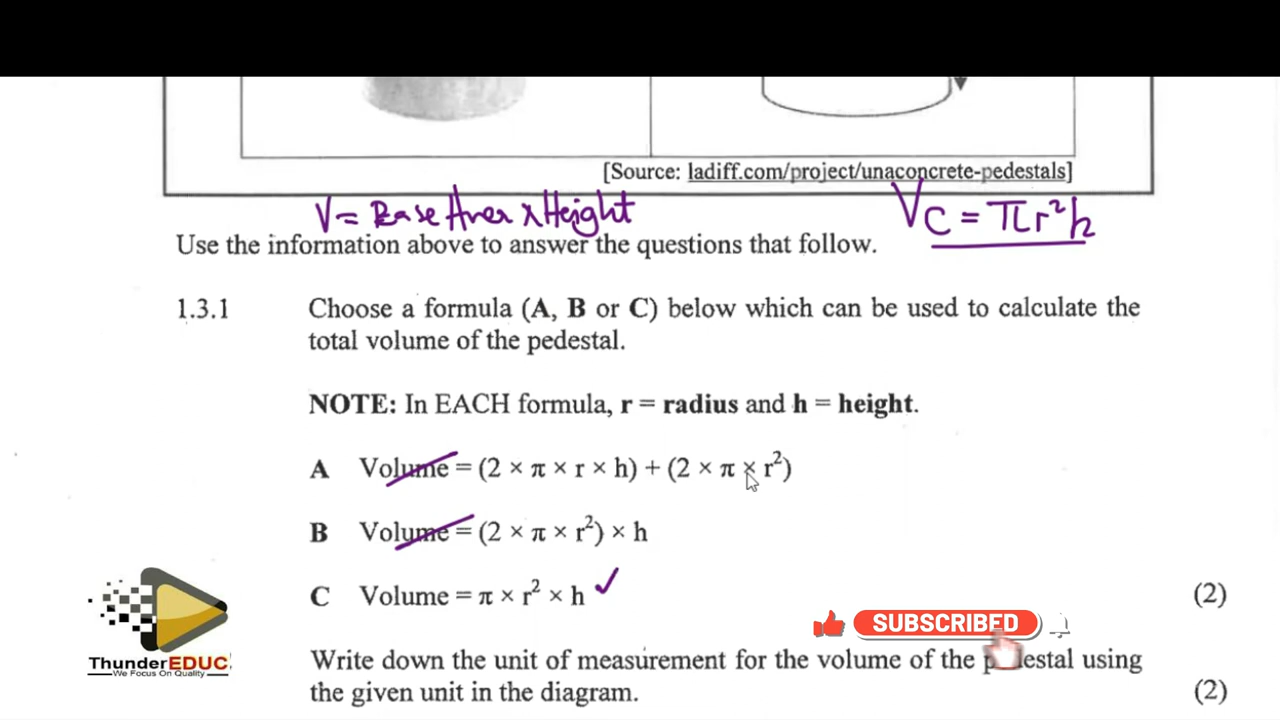 [Source: ladiff.com/project/unaconcrete-pedestals]
V = Base Area x Height
Vc = πr²h
Use the information above to answer the questions that follow.
1.3.1 Choose a formula (A, B or C) below which can be used to calculate the
total volume of the pedestal.
NOTE: In EACH formula, r = radius and h = height.
A Volume = (2 × π × r × h) + (2 × π × r²)
B Volume = (2 × π × r²) × h
C Volume = π × r² × h ✓ (2)
SUBSCRIBED
ThunderEDUC
We Focus On Quality
Write down the unit of measurement for the volume of the pedestal using
the given unit in the diagram. (2)